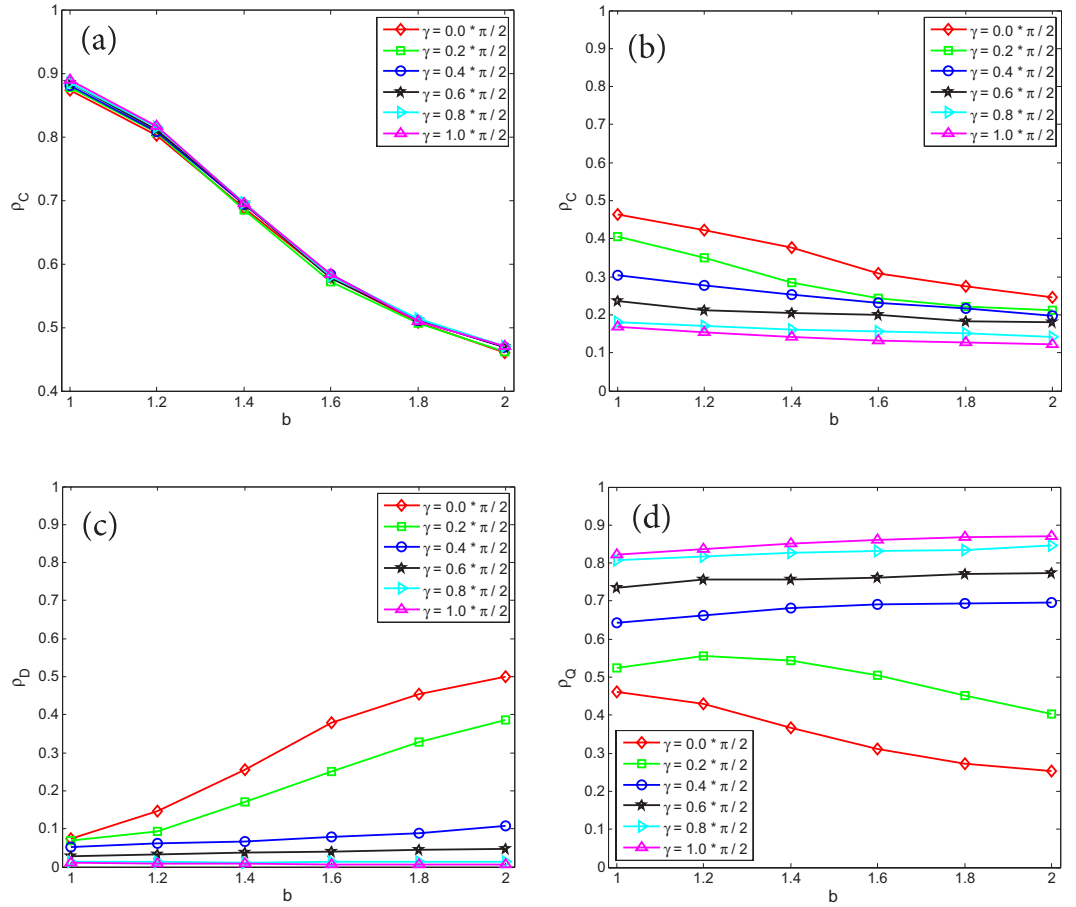 (a)
γ = 0.0 * π / 2
γ = 0.2 * π / 2
γ = 0.4 * π / 2
γ = 0.6 * π / 2
γ = 0.8 * π / 2
γ = 1.0 * π / 2
1
0.9
0.8
0.7
0.6
0.5
0.4
ρC
1 1.2 1.4 1.6 1.8 2
b
(b)
γ = 0.0 * π / 2
γ = 0.2 * π / 2
γ = 0.4 * π / 2
γ = 0.6 * π / 2
γ = 0.8 * π / 2
γ = 1.0 * π / 2
1
0.9
0.8
0.7
0.6
0.5
0.4
0.3
0.2
0.1
0
ρC
1 1.2 1.4 1.6 1.8 2
b
(c)
γ = 0.0 * π / 2
γ = 0.2 * π / 2
γ = 0.4 * π / 2
γ = 0.6 * π / 2
γ = 0.8 * π / 2
γ = 1.0 * π / 2
1
0.9
0.8
0.7
0.6
0.5
0.4
0.3
0.2
0.1
0
ρD
1 1.2 1.4 1.6 1.8 2
b
(d)
1
0.9
0.8
0.7
0.6
0.5
0.4
0.3
0.2
0.1
0
ρQ
γ = 0.0 * π / 2
γ = 0.2 * π / 2
γ = 0.4 * π / 2
γ = 0.6 * π / 2
γ = 0.8 * π / 2
γ = 1.0 * π / 2
1 1.2 1.4 1.6 1.8 2
b